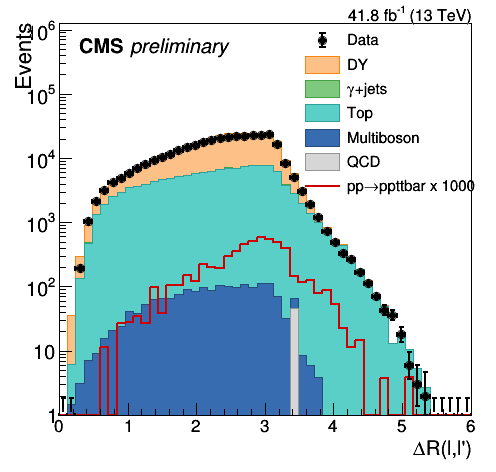 41.8 fb⁻¹ (13 TeV)
Events
CMS preliminary
Data
DY
γ+jets
Top
Multiboson
QCD
pp→ppttbar x 1000
10⁶
10⁵
10⁴
10³
10²
10
1
0 1 2 3 4 5 6
ΔR(l,l')